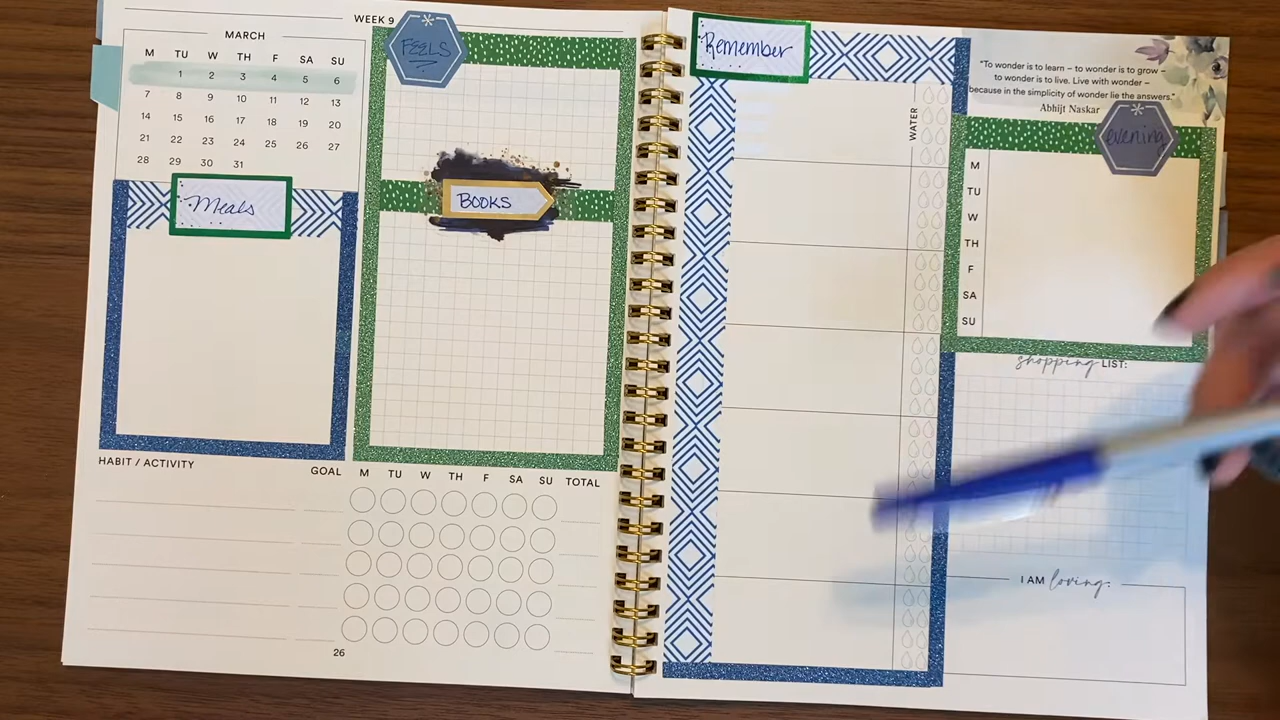 WEEK 9
MARCH
M TU W TH FR SA SU
1 2 3 4 5 6
7 8 9 10 11 12 13
14 15 16 17 18 19 20
21 22 23 24 25 26 27
28 29 30 31
Meals
FEELS
BOOKS
HABIT / ACTIVITY GOAL M TU W TH F SA SU TOTAL
26
Remember
WATER
"To wonder is to learn – to wonder is to grow –
to wonder is to live. Live with wonder –
because in the simplicity of wonder lie the answers."
Abhijt Naskar
evening
M
TU
W
TH
F
SA
SU
shopping LIST:
I AM loving: